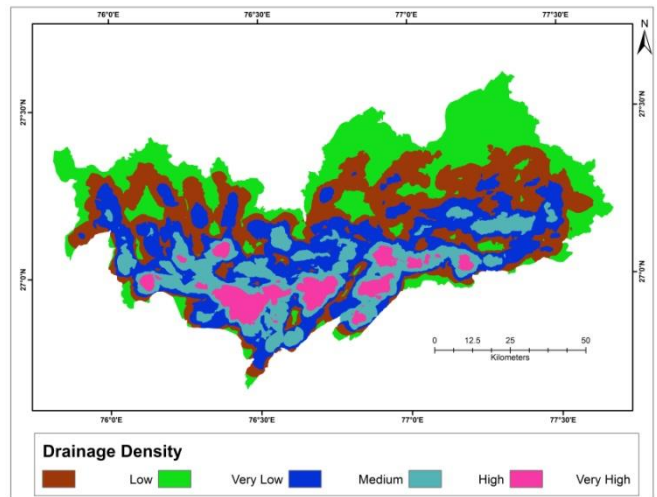 76°0'E 76°30'E 77°0'E 77°30'E
N
27°30'N 27°30'N
27°0'N 27°0'N
0 12.5 25 50
Kilometers
76°0'E 76°30'E 77°0'E 77°30'E
Drainage Density
Low Very Low Medium High Very High